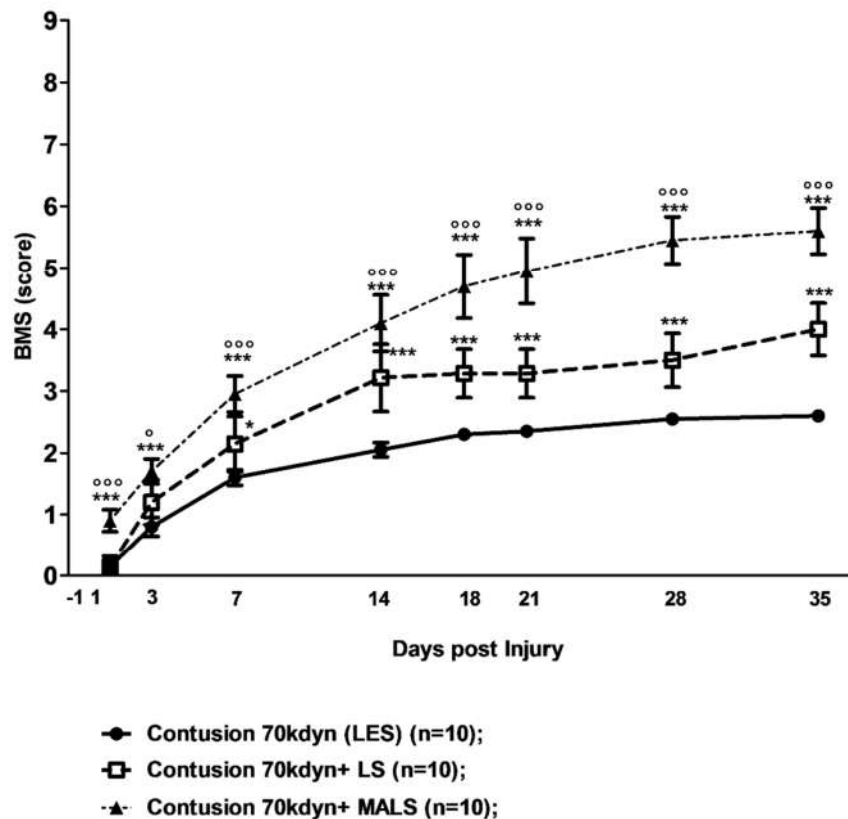 9
8
7
6
5
4
3
2
1
0
BMS (score)
°°° *** ° *** °°° *** * °°° *** *** °°° *** *** °°° *** *** °°° *** *** °°° *** ***
-1 1 3 7 14 18 21 28 35
Days post Injury
Contusion 70kdyn (LES) (n=10);
Contusion 70kdyn+ LS (n=10);
Contusion 70kdyn+ MALS (n=10);